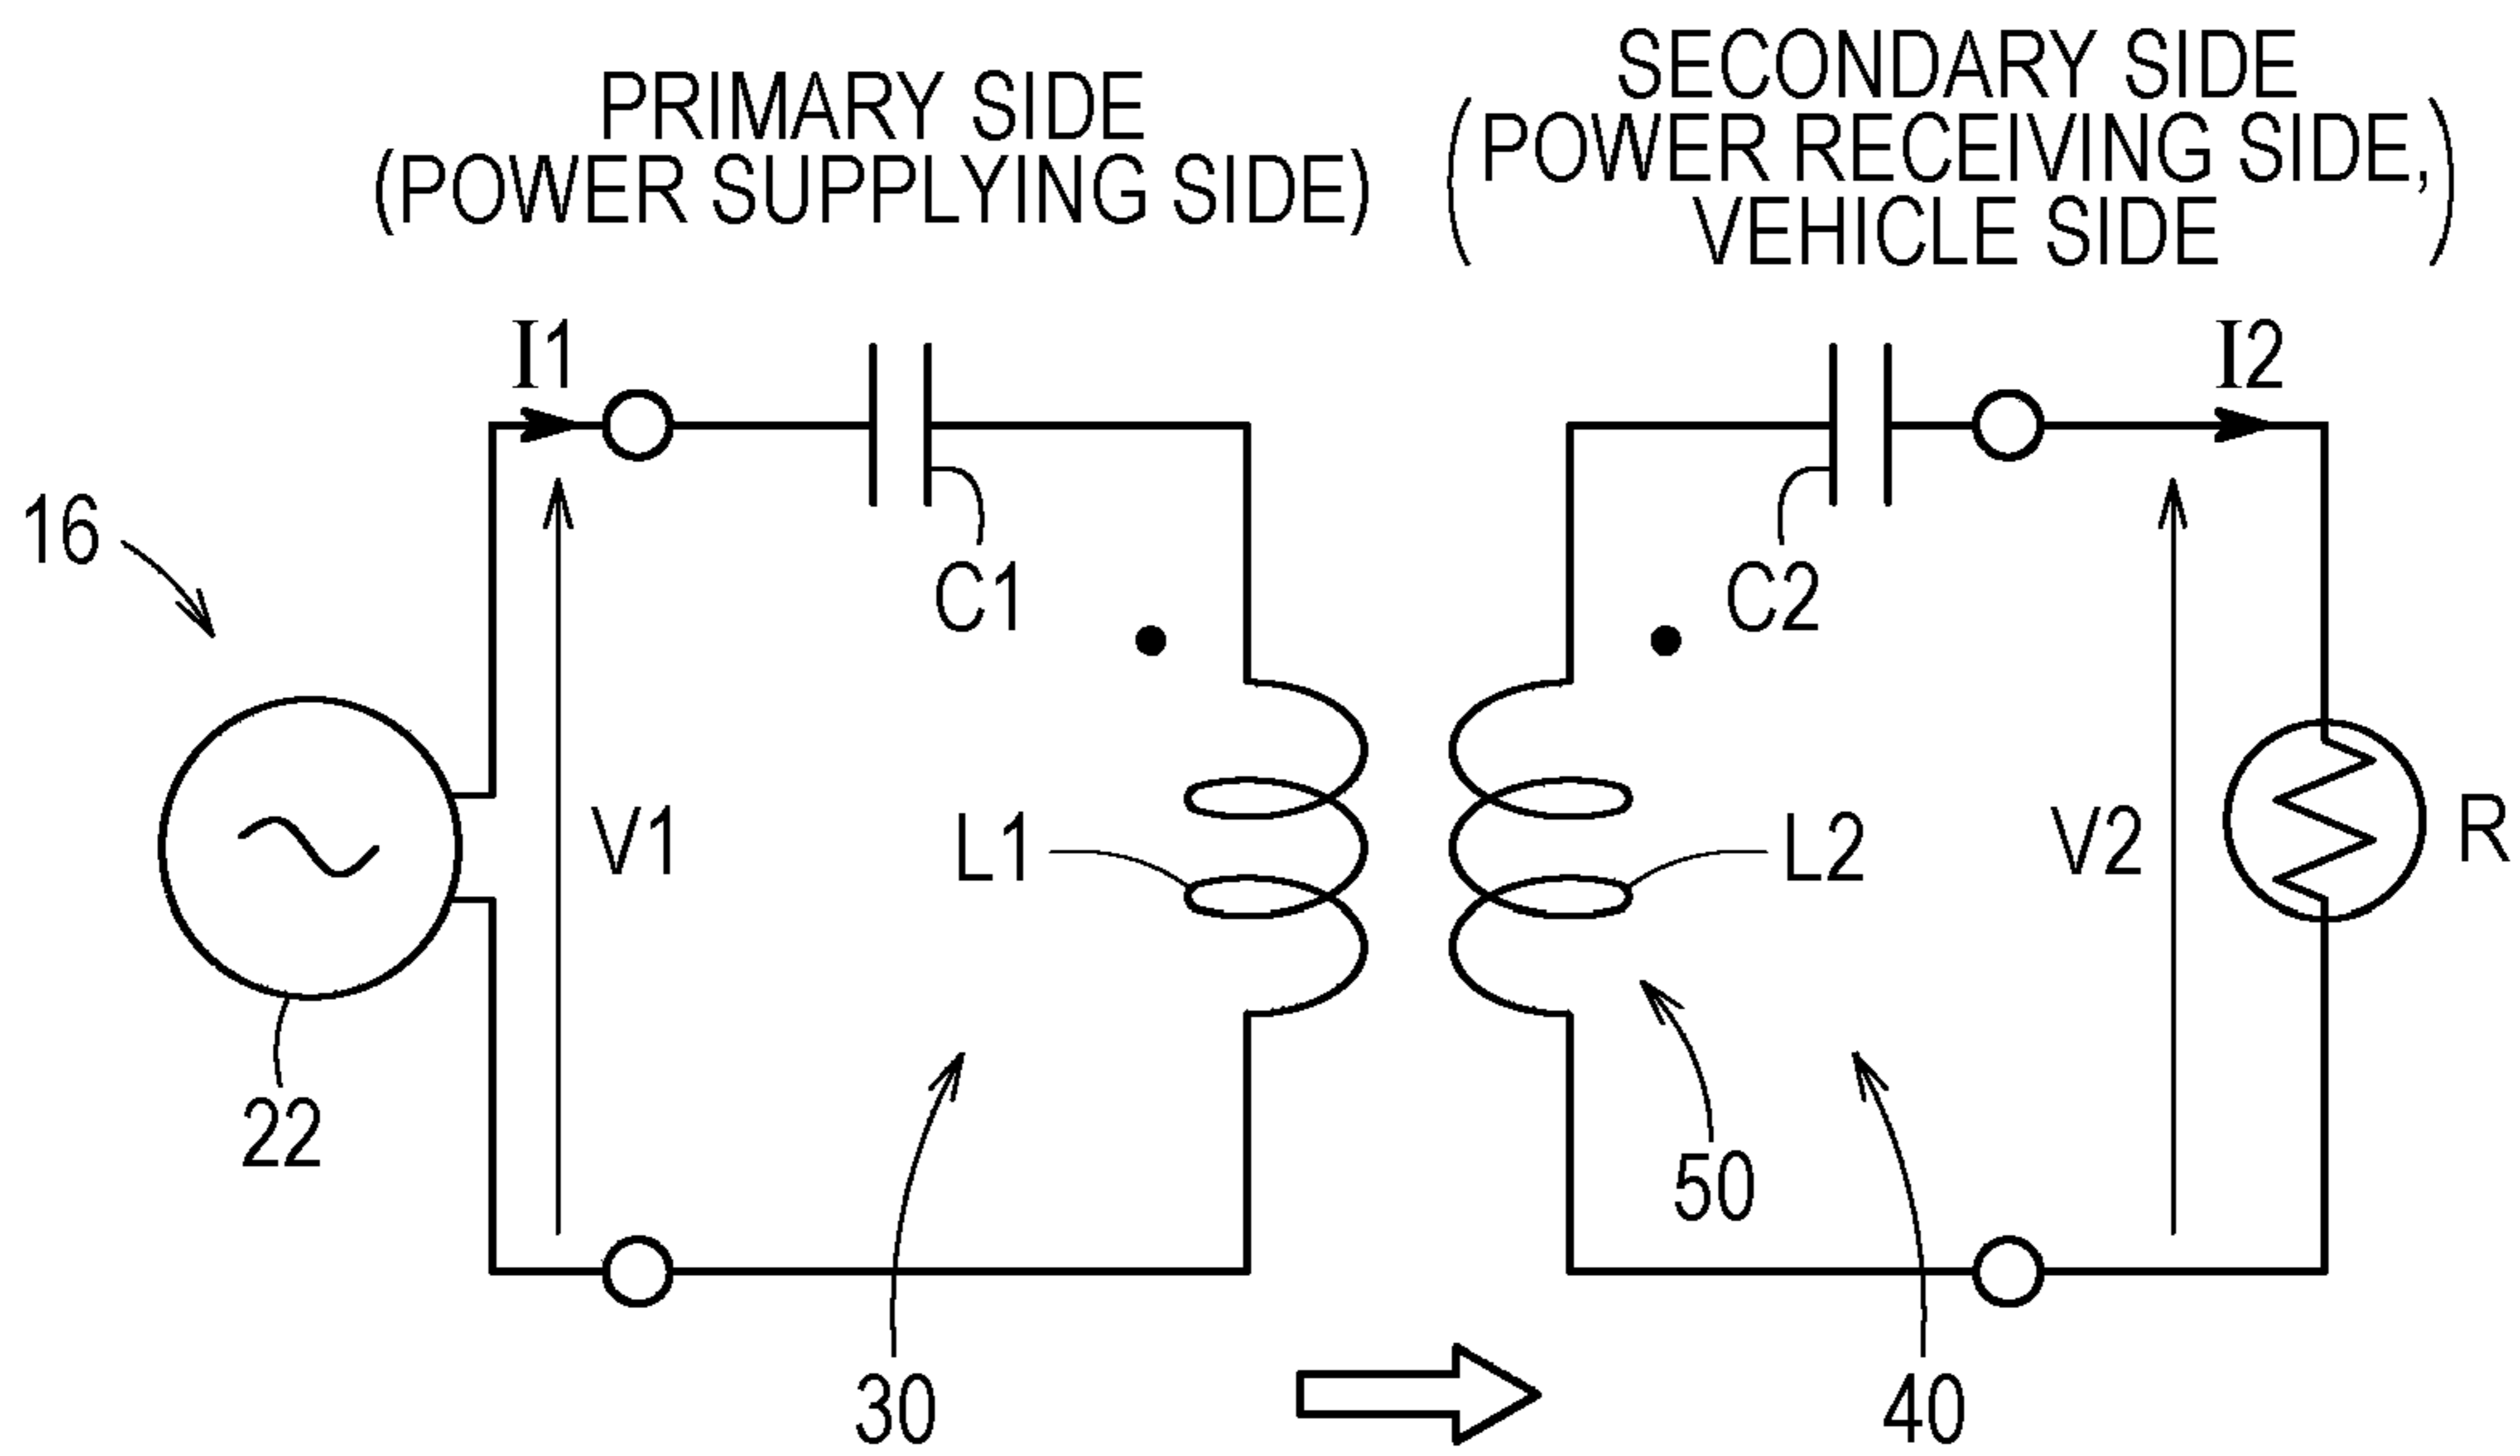 PRIMARY SIDE
(POWER SUPPLYING SIDE)
SECONDARY SIDE
(POWER RECEIVING SIDE,
VEHICLE SIDE)
I1
I2
16
C1
C2
V1
L1
L2
V2
R
22
50
30
40